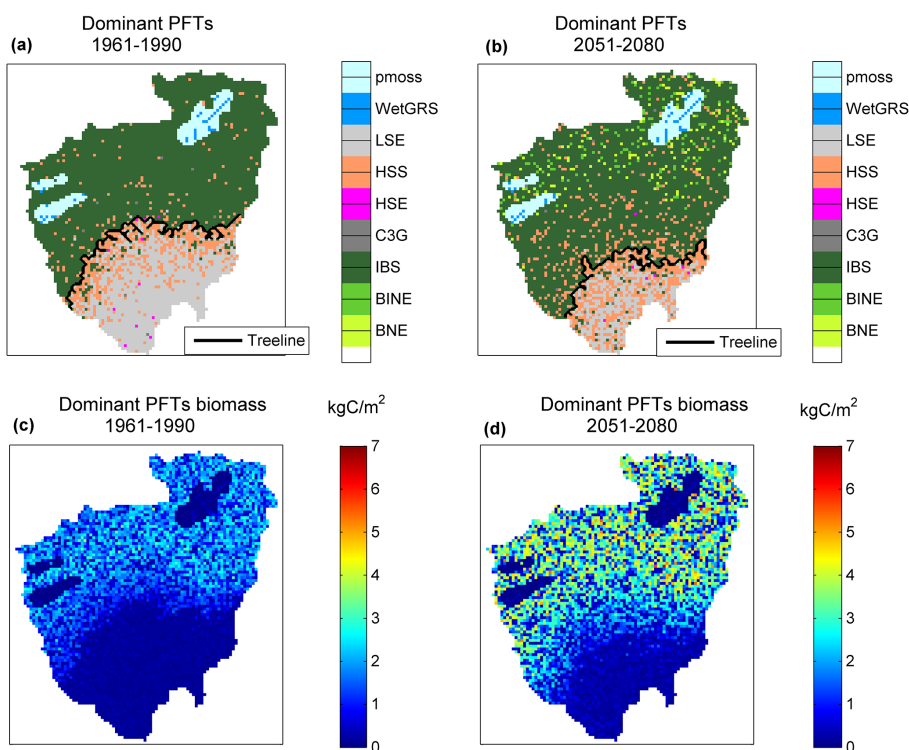 Dominant PFTs
1961-1990
(a)
pmoss
WetGRS
LSE
HSS
HSE
C3G
IBS
BINE
BNE
Treeline
Dominant PFTs
2051-2080
(b)
pmoss
WetGRS
LSE
HSS
HSE
C3G
IBS
BINE
BNE
Treeline
Dominant PFTs biomass
1961-1990
(c)
kgC/m²
7
6
5
4
3
2
1
0
Dominant PFTs biomass
2051-2080
(d)
kgC/m²
7
6
5
4
3
2
1
0